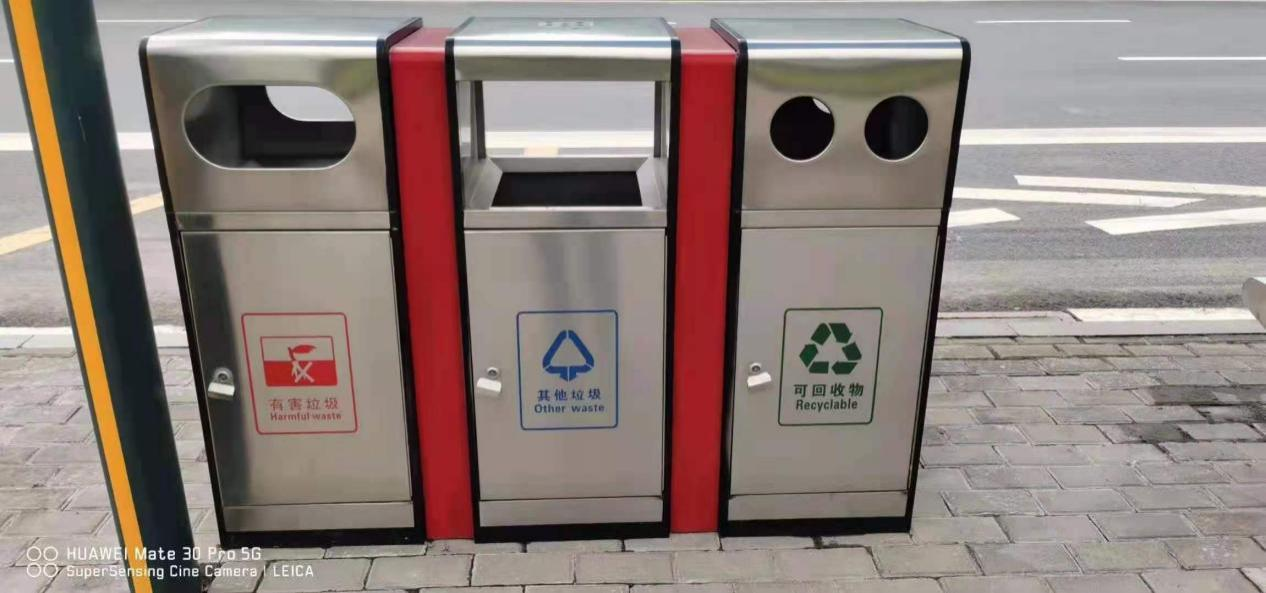 有害垃圾
Harmful waste
其他垃圾
Other waste
可回收物
Recyclable
HUAWEI Mate 30 Pro 5G
SuperSensing Cine Camera | LEICA